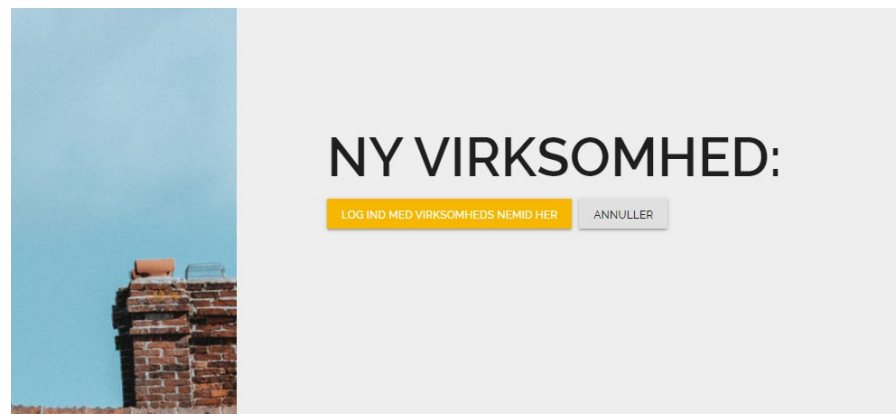 NY VIRKSOMHED:
LOG IND MED VIRKSOMHEDS NEMID HER ANNULLER